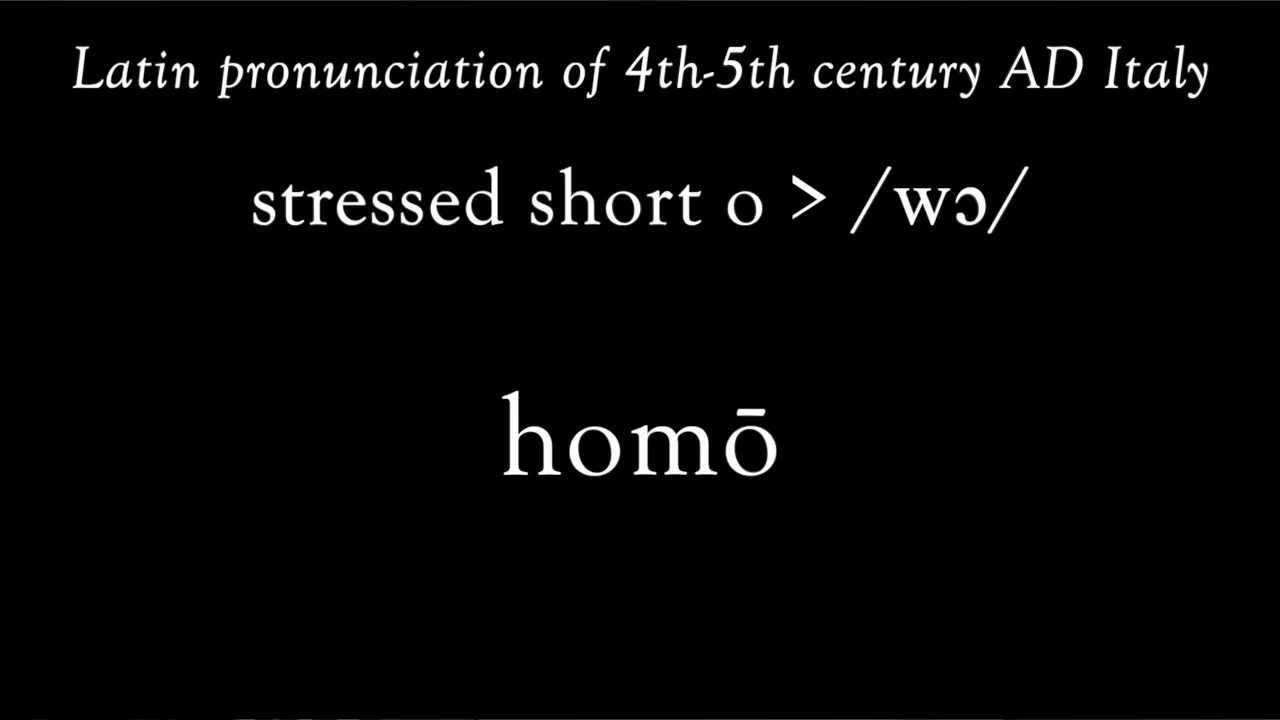 Latin pronunciation of 4th-5th century AD Italy
stressed short o > /wɔ/
homō